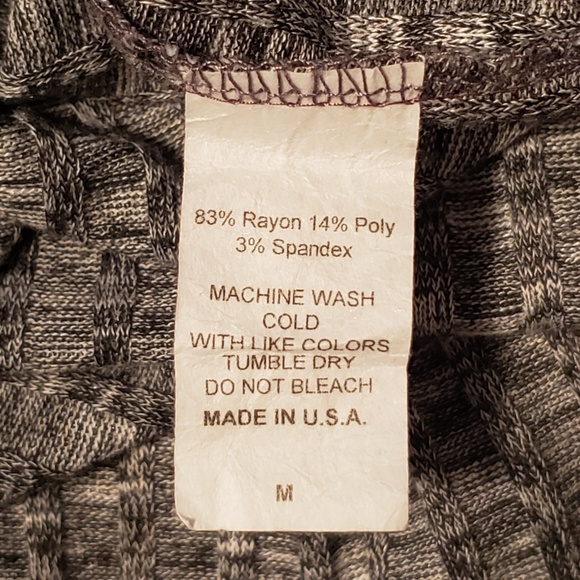 83% Rayon 14% Poly
3% Spandex
MACHINE WASH
COLD
WITH LIKE COLORS
TUMBLE DRY
DO NOT BLEACH
MADE IN U.S.A.
M